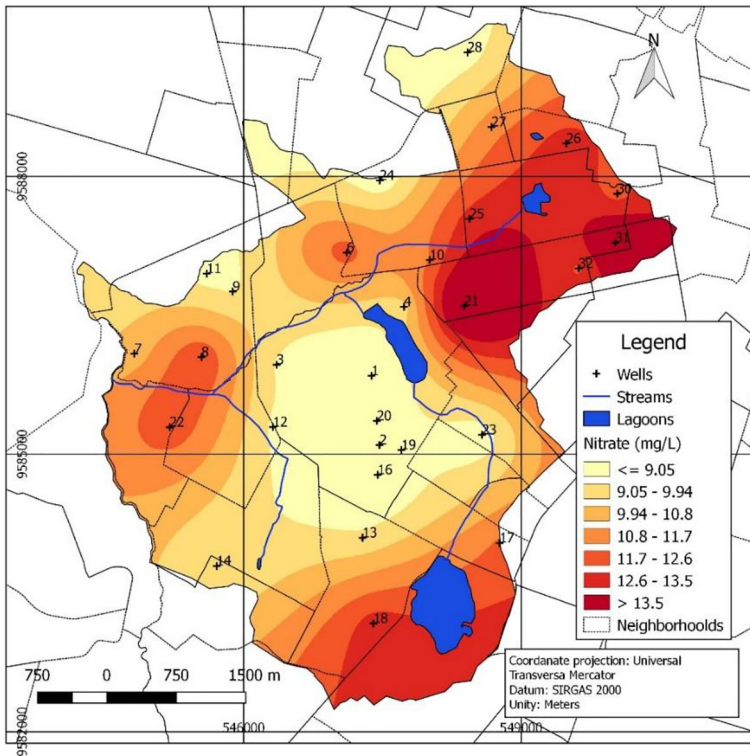 28
N
27
26
9588000
24
30
25
31
6
10
32
11
9
4
21
7
8
3
1
22
12
20
2
19
23
9585000
16
13
17
14
18
Legend
Wells
Streams
Lagoons
Nitrate (mg/L)
<= 9.05
9.05 - 9.94
9.94 - 10.8
10.8 - 11.7
11.7 - 12.6
12.6 - 13.5
> 13.5
Neighborhoolds
750 0 750 1500 m
Coordanate projection: Universal
Transversa Mercator
Datum: SIRGAS 2000
Unity: Meters
9582000
546000
549000